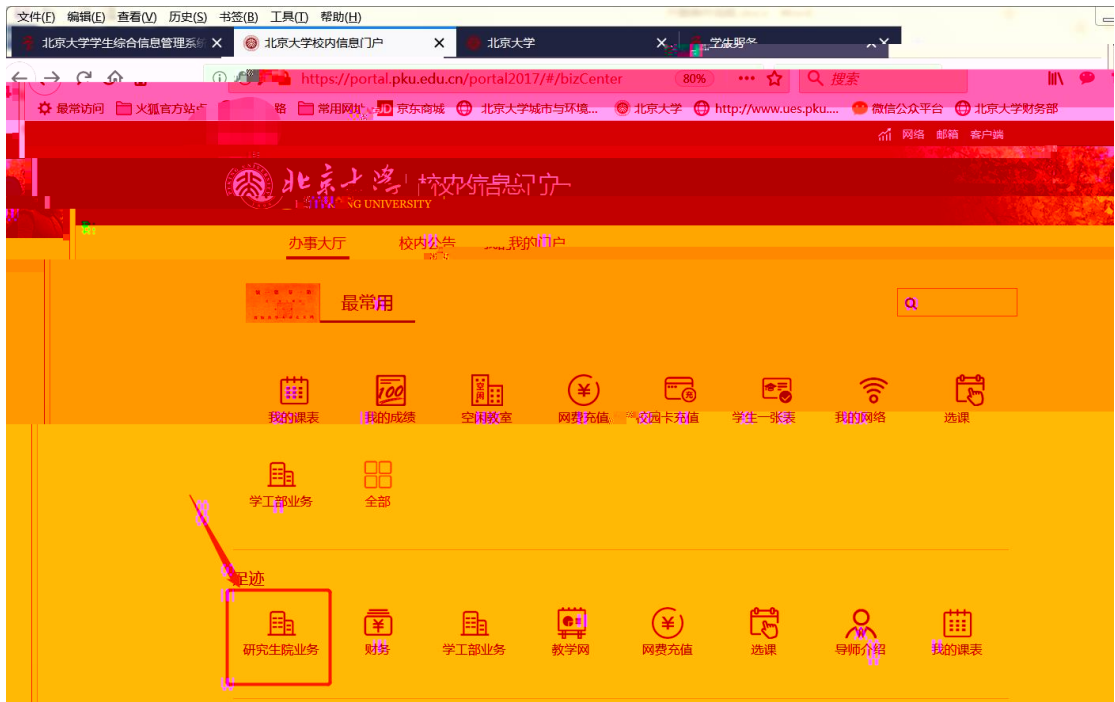 文件(F) 编辑(E) 查看(V) 历史(S) 书签(B) 工具(T) 帮助(H)
北京大学学生综合信息管理系统 北京大学校内信息门户 北京大学
https://portal.pku.edu.cn/portal2017/#/bizCenter 80% 搜索
最常访问 火狐官方站点 常用网址 JD 京东商城 北京大学城市与环境... 北京大学 http://www.ues.pku.... 微信公众平台 北京大学财务部
网络 邮箱 客户端
北京大学 校内信息门户
NG UNIVERSITY
办事大厅 校内公告 我的门户
最常用
我的课表 我的成绩 空闲教室 网费充值 校园卡充值 学生一张表 我的网络 选课
学工部业务 全部
足迹
研究生院业务 财务 学工部业务 教学网 网费充值 选课 导师介绍 我的课表